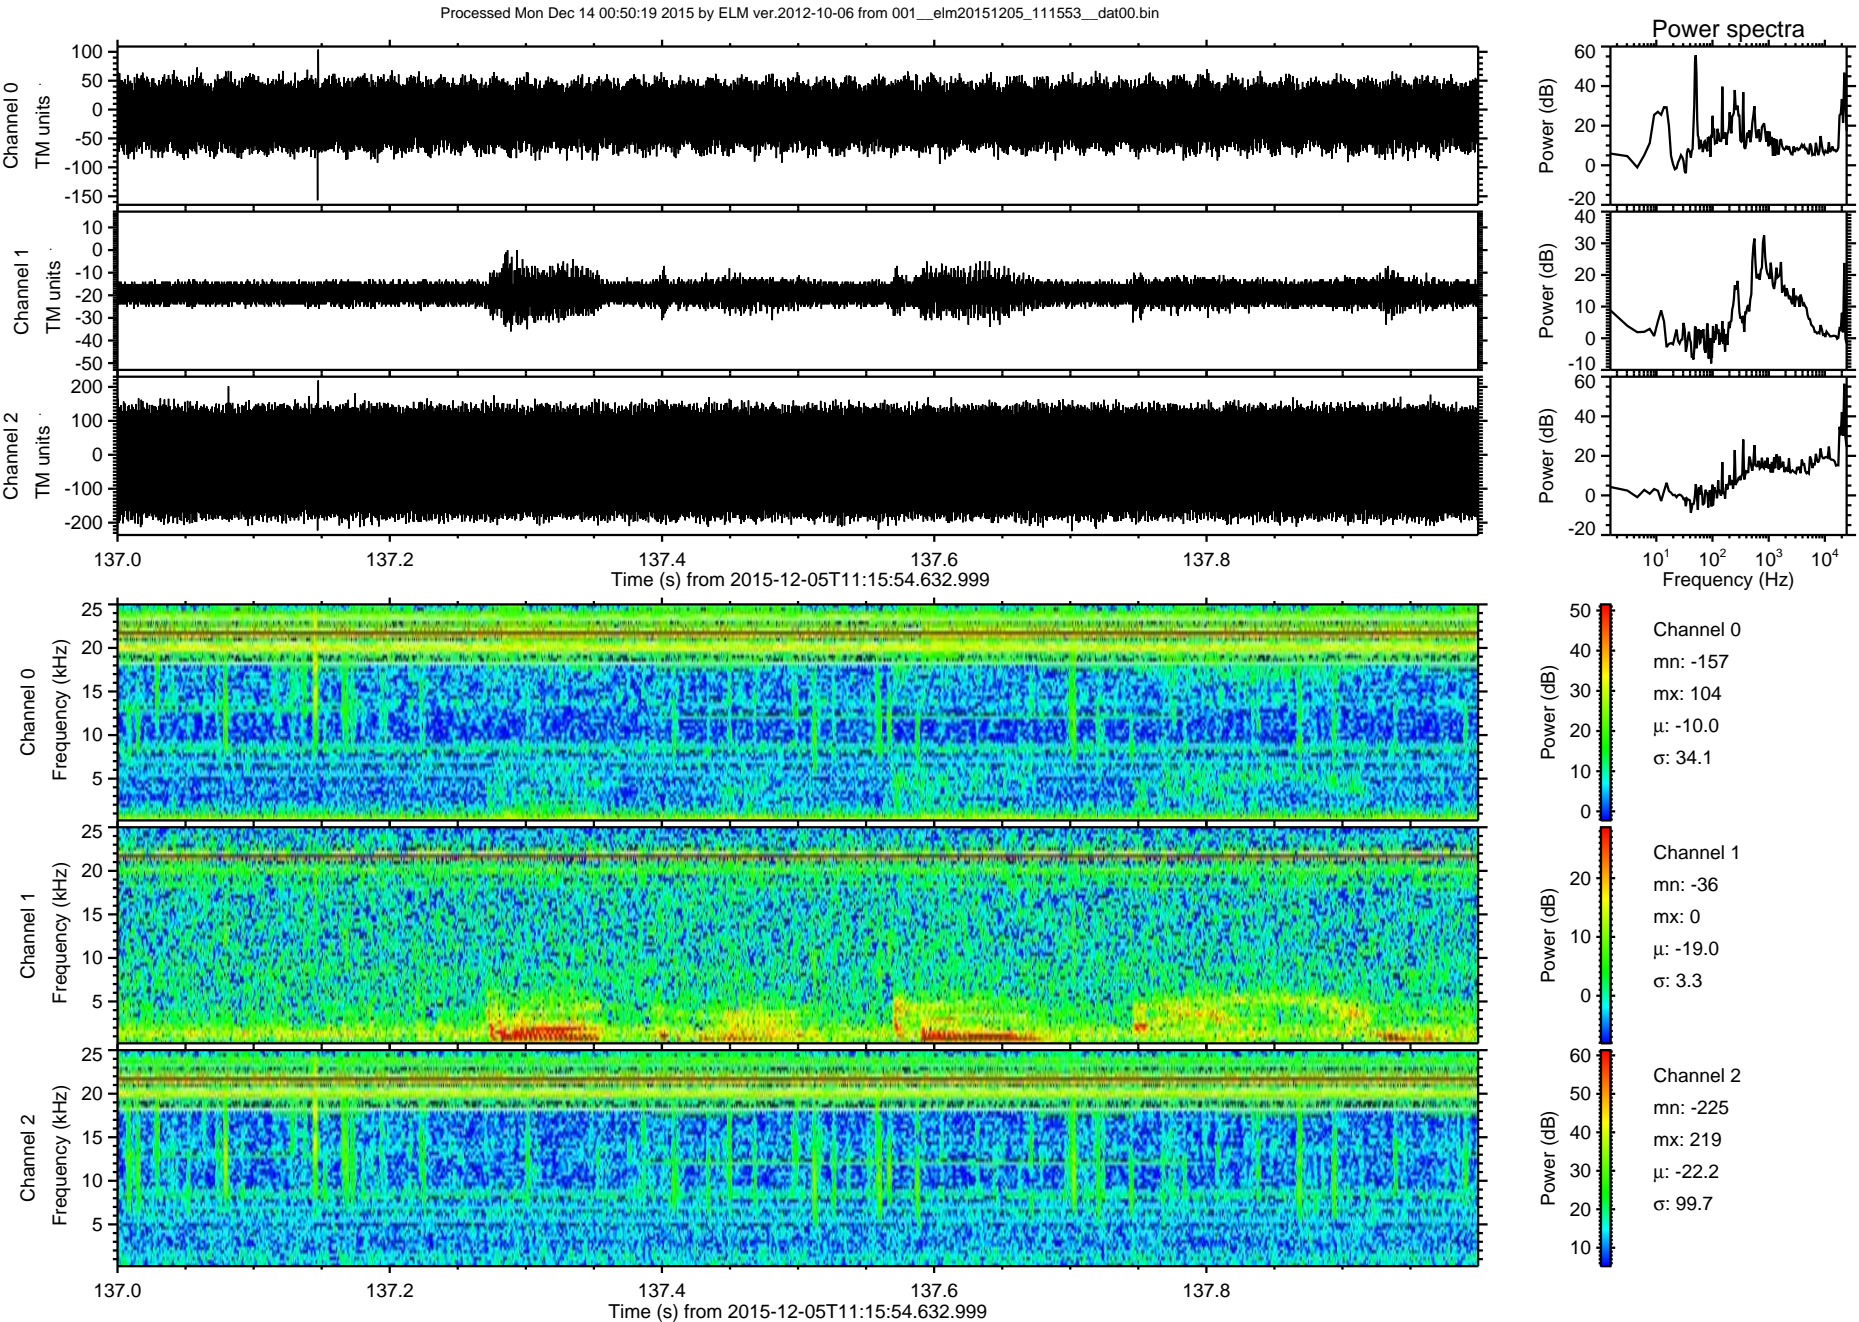 Processed Mon Dec 14 00:50:19 2015 by ELM ver.2012-10-06 from 001__elm20151205_111553__dat00.bin
Power spectra
Channel 0
TM units
100
50
0
-50
-100
-150
Power (dB)
60
40
20
0
-20
Channel 1
TM units
10
0
-10
-20
-30
-40
-50
Power (dB)
40
30
20
10
0
-10
Channel 2
TM units
200
100
0
-100
-200
Power (dB)
60
40
20
0
-20
137.0 137.2 137.4 137.6 137.8
Time (s) from 2015-12-05T11:15:54.632.999
10^1 10^2 10^3 10^4
Frequency (Hz)
Channel 0
Frequency (kHz)
25
20
15
10
5
Power (dB)
50
40
30
20
10
0
Channel 0
mn: -157
mx: 104
μ: -10.0
σ: 34.1
Channel 1
Frequency (kHz)
25
20
15
10
5
Power (dB)
20
10
0
Channel 1
mn: -36
mx: 0
μ: -19.0
σ: 3.3
Channel 2
Frequency (kHz)
25
20
15
10
5
Power (dB)
60
50
40
30
20
10
Channel 2
mn: -225
mx: 219
μ: -22.2
σ: 99.7
137.0 137.2 137.4 137.6 137.8
Time (s) from 2015-12-05T11:15:54.632.999